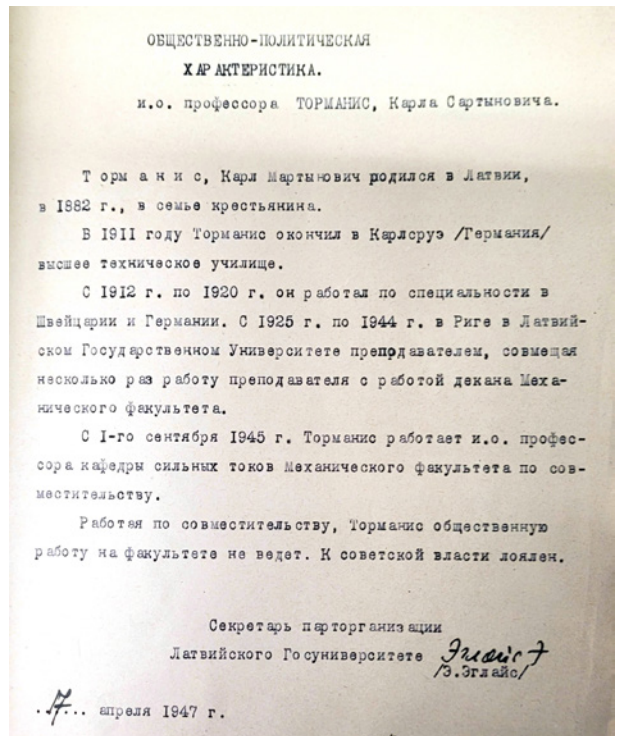 ОБЩЕСТВЕННО-ПОЛИТИЧЕСКАЯ
ХАРАКТЕРИСТИКА.
и.о. профессора ТОРМАНИС, Карла Сартыновича.
Т орм а н и с, Карл Мартынович родился в Латвии,
в 1882 г., в семье крестьянина.
В 1911 году Торманис окончил в Карлсруэ /Германия/
высшее техническое училище.
С 1912 г. по 1920 г. он работал по специальности в
Швейцарии и Германии. С 1925 г. по 1944 г. в Риге в Латвий-
ском Государственном Университете преподавателем, совмещая
несколько раз работу преподавателя с работой декана Меха-
нического факультета.
С I-го сентября 1945 г. Торманис работает и.о. профес-
сора кафедры сильных токов Механического факультета по сов-
местительству.
Работая по совместительству, Торманис общественную
работу на факультете не ведет. К советской власти лоялен.
Секретарь парторганизации
Латвийского Госуниверситете Эглайс Э
/Э.Эглайс/
.17... апреля 1947 г.